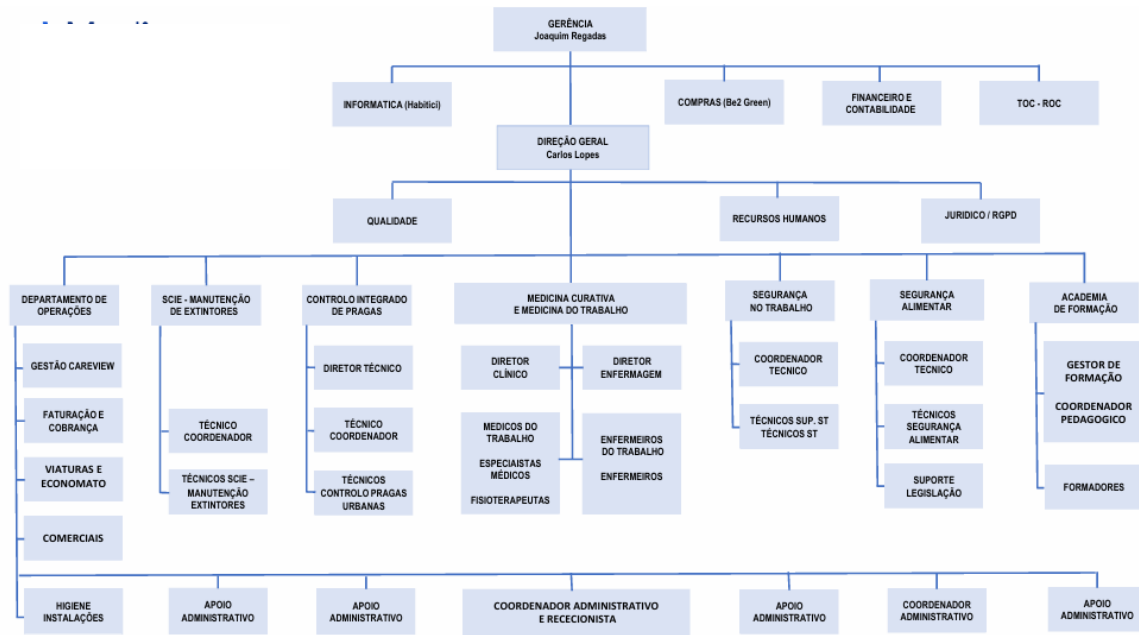 GERÊNCIA
Joaquim Regadas
INFORMATICA (Habitici)
COMPRAS (Be2 Green)
FINANCEIRO E
CONTABILIDADE
TOC - ROC
DIREÇÃO GERAL
Carlos Lopes
QUALIDADE
RECURSOS HUMANOS
JURIDICO / RGPD
DEPARTAMENTO DE
OPERAÇÕES
SCIE - MANUTENÇÃO
DE EXTINTORES
CONTROLO INTEGRADO
DE PRAGAS
MEDICINA CURATIVA
E MEDICINA DO TRABALHO
SEGURANÇA
NO TRABALHO
SEGURANÇA
ALIMENTAR
ACADEMIA
DE FORMAÇÃO
GESTÃO CAREVIEW
FATURAÇÃO E
COBRANÇA
VIATURAS E
ECONOMATO
COMERCIAIS
TÉCNICO
COORDENADOR
TÉCNICOS SCIE –
MANUTENÇÃO
EXTINTORES
DIRETOR TÉCNICO
TÉCNICO
COORDENADOR
TÉCNICOS
CONTROLO PRAGAS
URBANAS
DIRETOR
CLÍNICO
DIRETOR
ENFERMAGEM
MEDICOS DO
TRABALHO
ESPECIAISTAS
MÉDICOS
FISIOTERAPEUTAS
ENFERMEIROS
DO TRABALHO
ENFERMEIROS
COORDENADOR
TECNICO
TÉCNICOS SUP. ST
TÉCNICOS ST
COORDENADOR
TECNICO
TÉCNICOS
SEGURANÇA
ALIMENTAR
SUPORTE
LEGISLAÇÃO
GESTOR DE
FORMAÇÃO
COORDENADOR
PEDAGOGICO
FORMADORES
HIGIENE
INSTALAÇÕES
APOIO
ADMINISTRATIVO
APOIO
ADMINISTRATIVO
COORDENADOR ADMINISTRATIVO
E RECECIONISTA
APOIO
ADMINISTRATIVO
COORDENADOR
ADMINISTRATIVO
APOIO
ADMINISTRATIVO